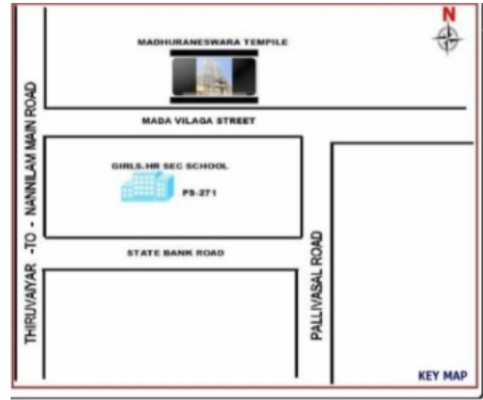 N
MADHURANESWARA TEMPILE
MADA VILAGA STREET
GIRLS.HR SEC SCHOOL
PS-271
STATE BANK ROAD
THIRUVAIYAR -TO - NANNILAM MAIN ROAD
PALLIVASAL ROAD
KEY MAP